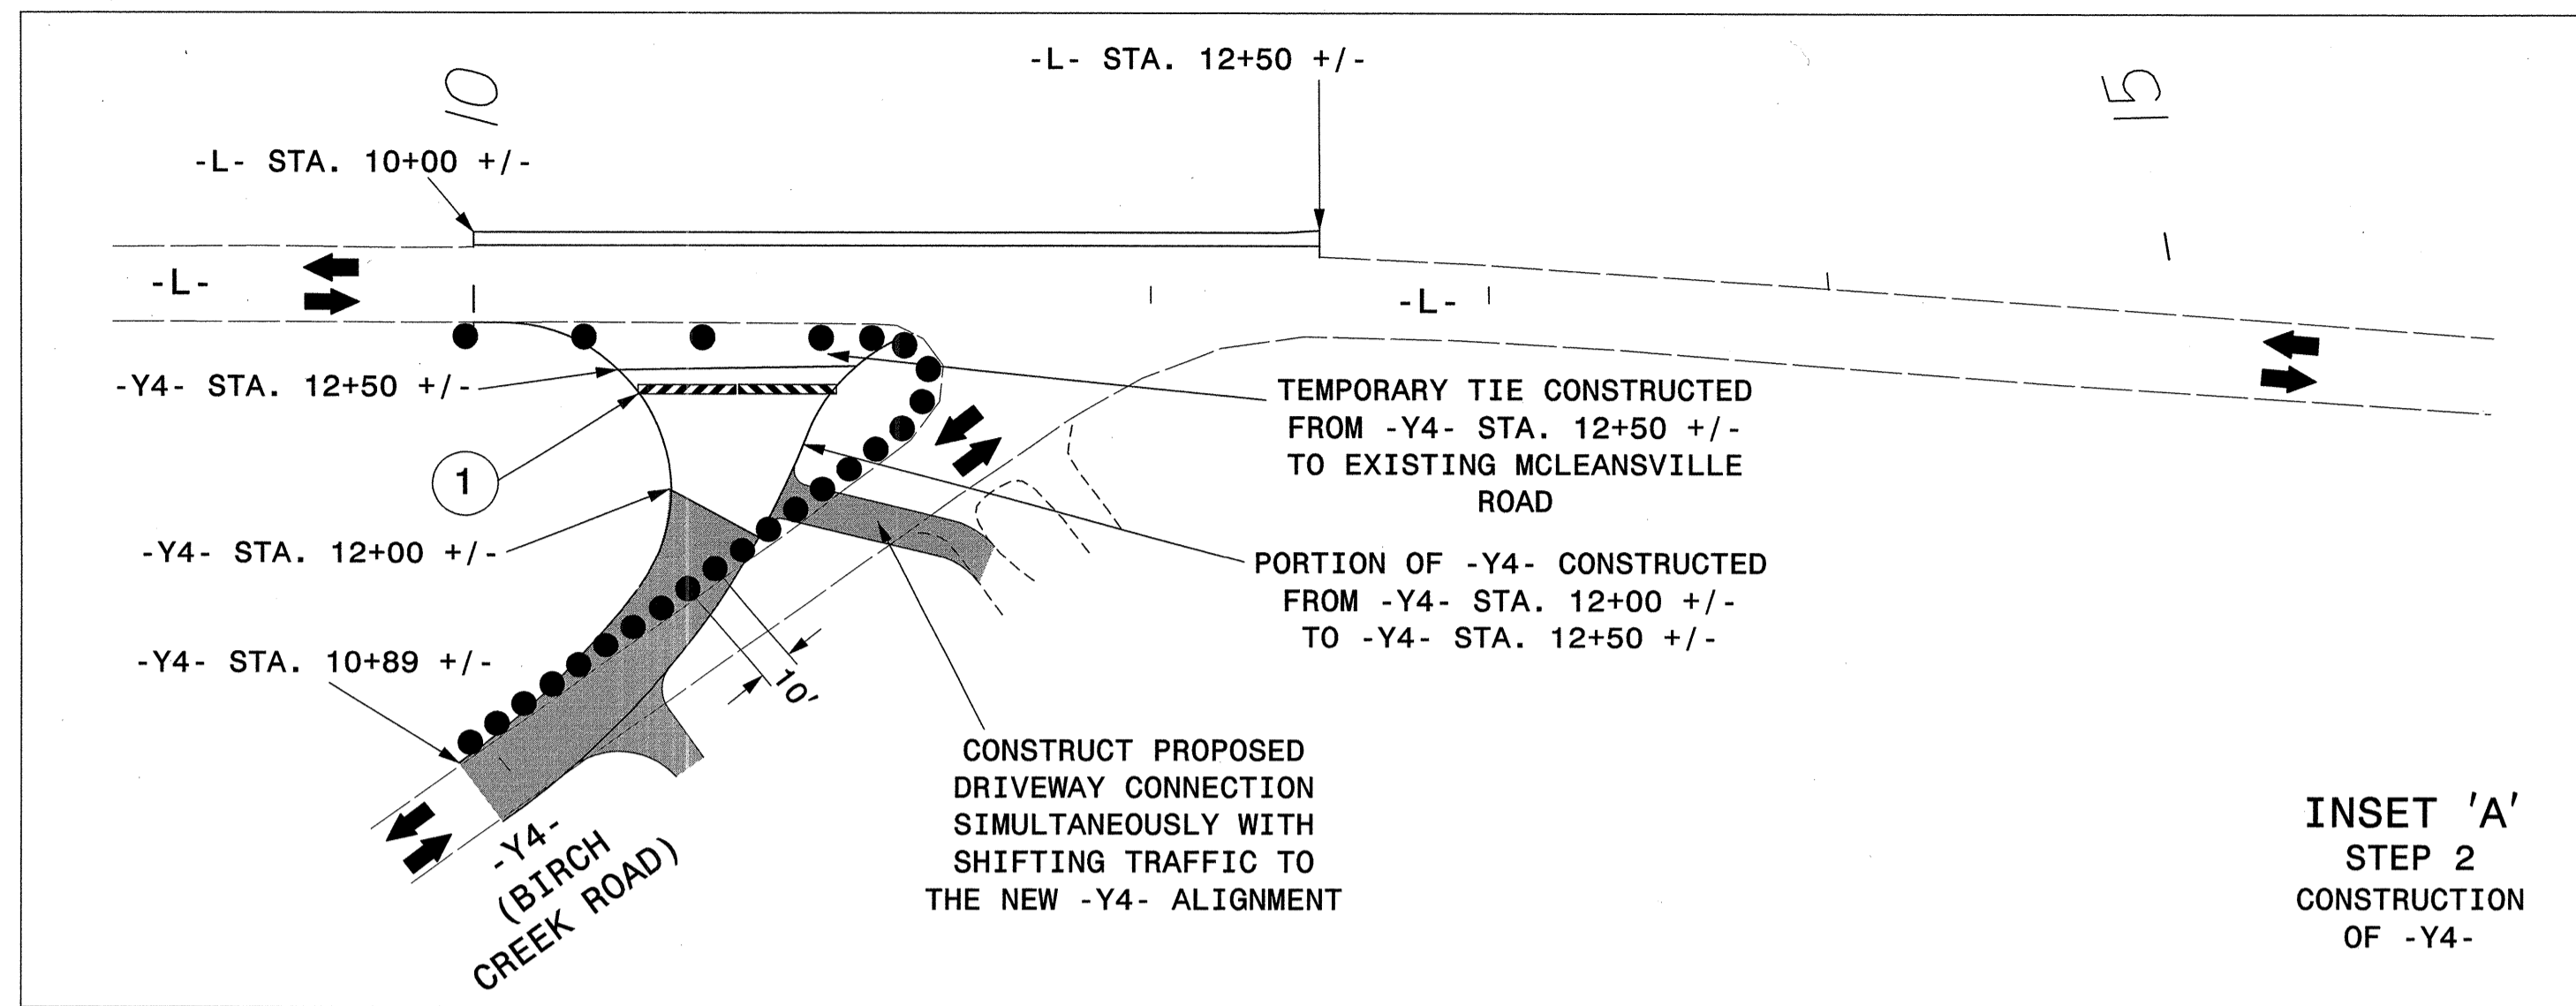 -L- STA. 12+50 +/-
10
15
-L- STA. 10+00 +/-
-L-
-L-
-Y4- STA. 12+50 +/-
1
-Y4- STA. 12+00 +/-
-Y4- STA. 10+89 +/-
TEMPORARY TIE CONSTRUCTED
FROM -Y4- STA. 12+50 +/-
TO EXISTING MCLEANSVILLE
ROAD
PORTION OF -Y4- CONSTRUCTED
FROM -Y4- STA. 12+00 +/-
TO -Y4- STA. 12+50 +/-
10'
CONSTRUCT PROPOSED
DRIVEWAY CONNECTION
SIMULTANEOUSLY WITH
SHIFTING TRAFFIC TO
THE NEW -Y4- ALIGNMENT
-Y4-
(BIRCH
CREEK ROAD)
INSET 'A'
STEP 2
CONSTRUCTION
OF -Y4-